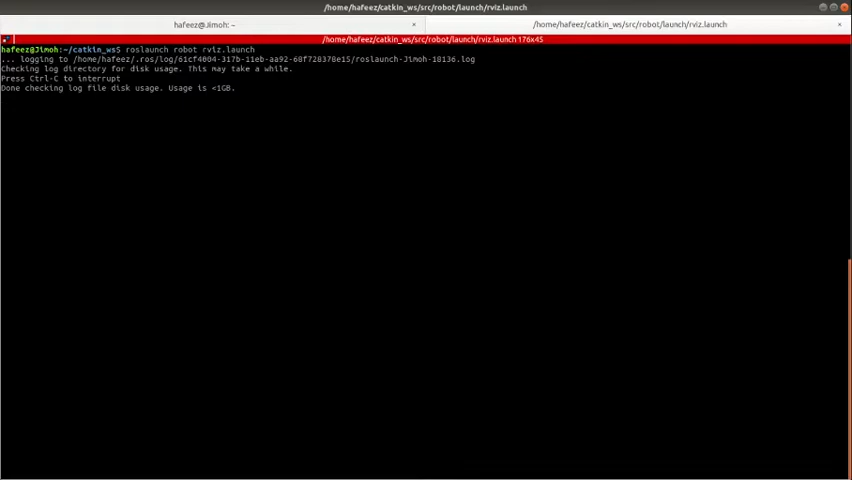 /home/hafeez/catkin_ws/src/robot/launch/rviz.launch
hafeez@Jimoh: ~
/home/hafeez/catkin_ws/src/robot/launch/rviz.launch
/home/hafeez/catkin_ws/src/robot/launch/rviz.launch 176x45
hafeez@Jimoh:~/catkin_ws$ roslaunch robot rviz.launch
... logging to /home/hafeez/.ros/log/61cf4004-317b-11eb-aa92-68f728378e15/roslaunch-Jimoh-18136.log
Checking log directory for disk usage. This may take a while.
Press Ctrl-C to interrupt
Done checking log file disk usage. Usage is <1GB.